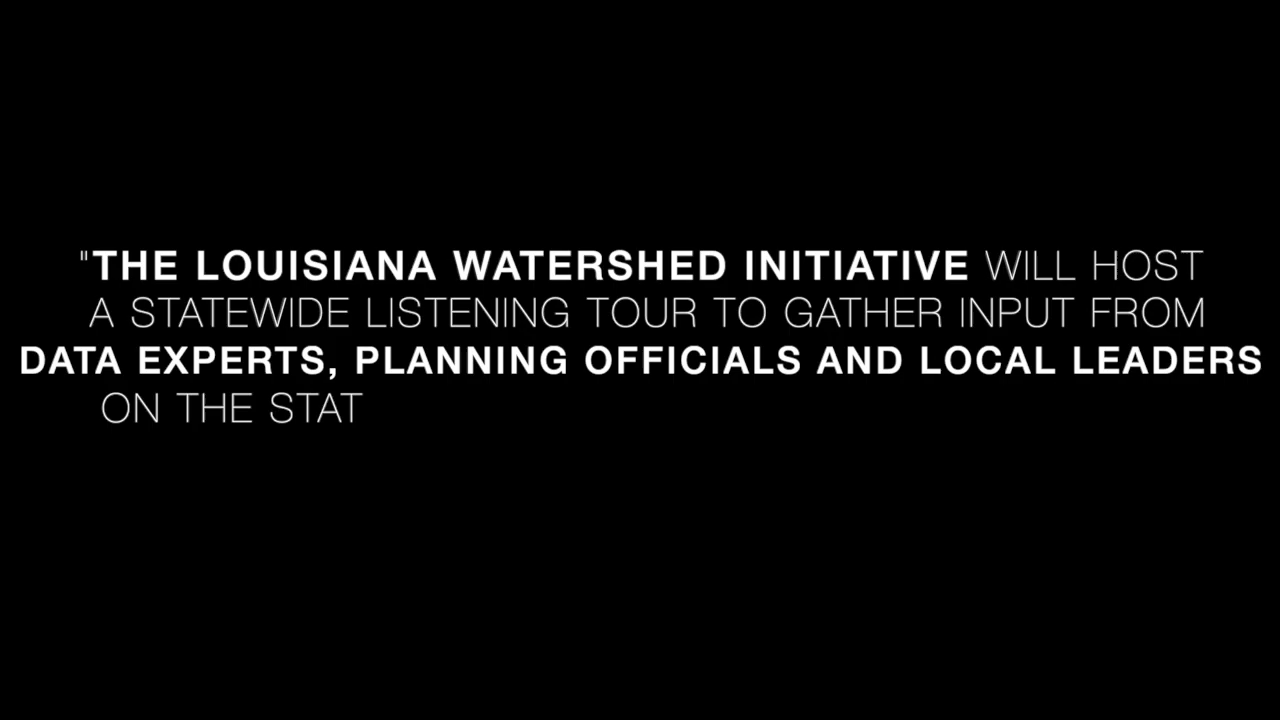 "THE LOUISIANA WATERSHED INITIATIVE WILL HOST
A STATEWIDE LISTENING TOUR TO GATHER INPUT FROM
DATA EXPERTS, PLANNING OFFICIALS AND LOCAL LEADERS
ON THE STAT